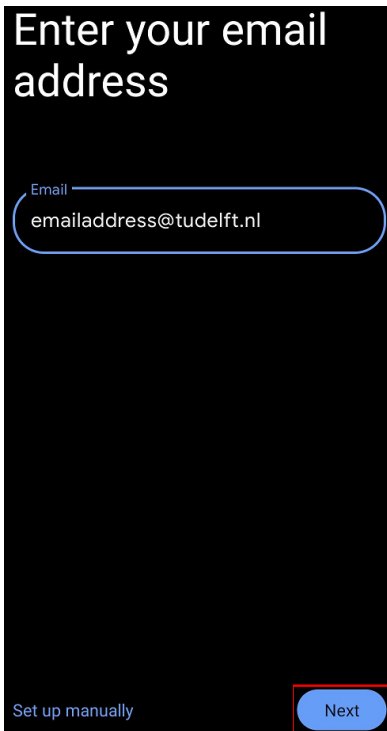 Enter your email
address
Email
emailaddress@tudelft.nl
Set up manually
Next